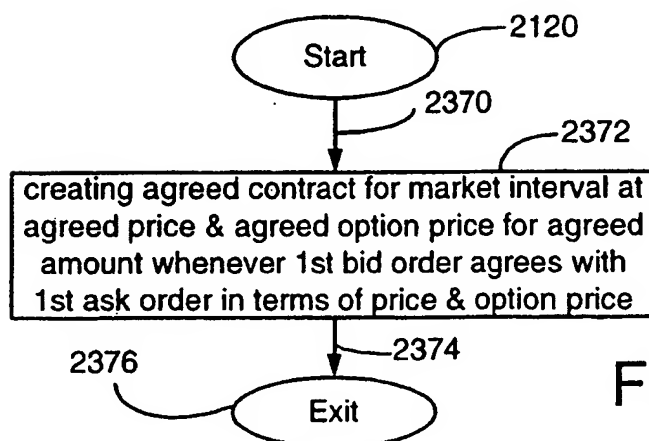 2120
Start
2370
2372
creating agreed contract for market interval at
agreed price & agreed option price for agreed
amount whenever 1st bid order agrees with
1st ask order in terms of price & option price
2374
2376
Exit
F